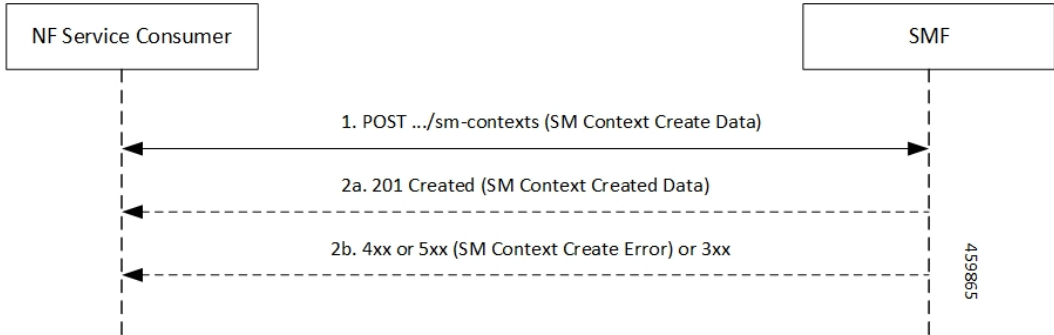 NF Service Consumer
SMF
1. POST .../sm-contexts (SM Context Create Data)
2a. 201 Created (SM Context Created Data)
2b. 4xx or 5xx (SM Context Create Error) or 3xx
459865